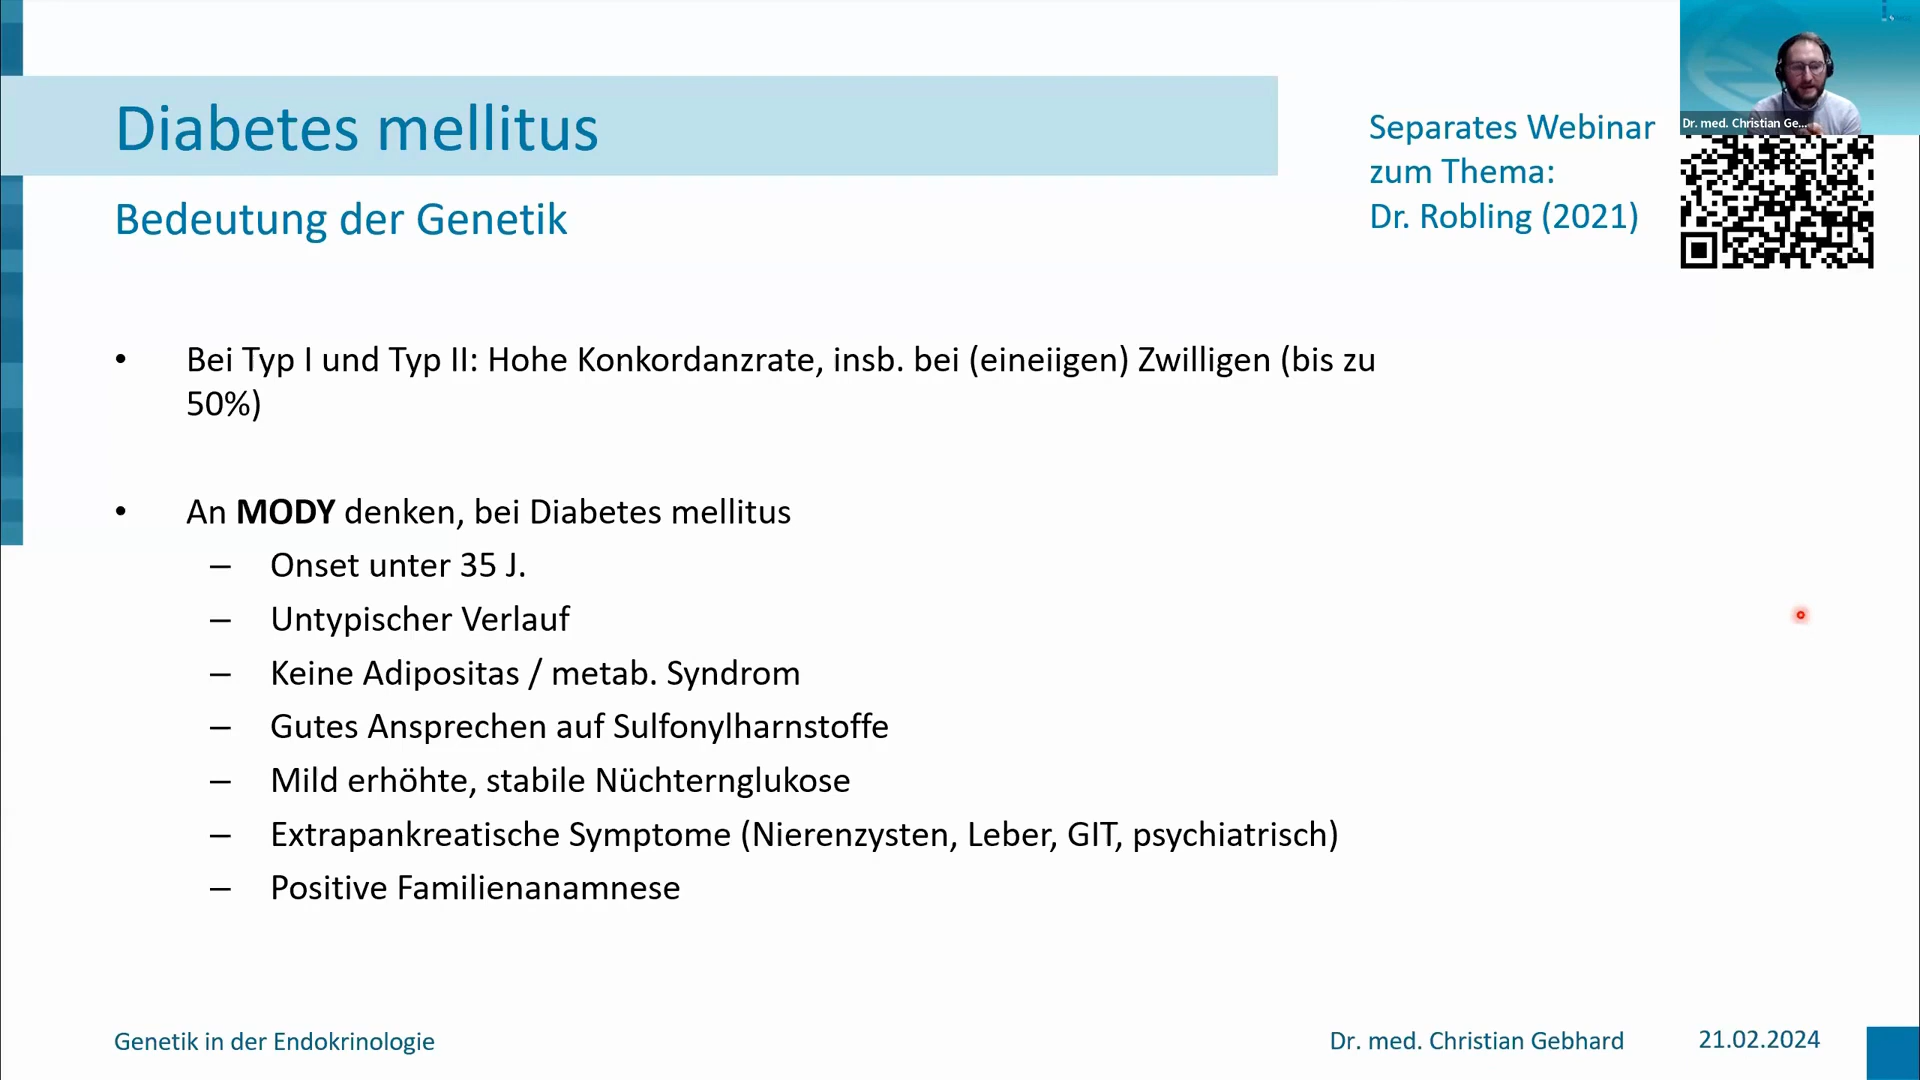 Diabetes mellitus
Bedeutung der Genetik
Separates Webinar
zum Thema:
Dr. Robling (2021)
Dr. med. Christian Ge...
• Bei Typ I und Typ II: Hohe Konkordanzrate, insb. bei (eineiigen) Zwilligen (bis zu
50%)
• An MODY denken, bei Diabetes mellitus
– Onset unter 35 J.
– Untypischer Verlauf
– Keine Adipositas / metab. Syndrom
– Gutes Ansprechen auf Sulfonylharnstoffe
– Mild erhöhte, stabile Nüchternglukose
– Extrapankreatische Symptome (Nierenzysten, Leber, GIT, psychiatrisch)
– Positive Familienanamnese
Genetik in der Endokrinologie
Dr. med. Christian Gebhard
21.02.2024